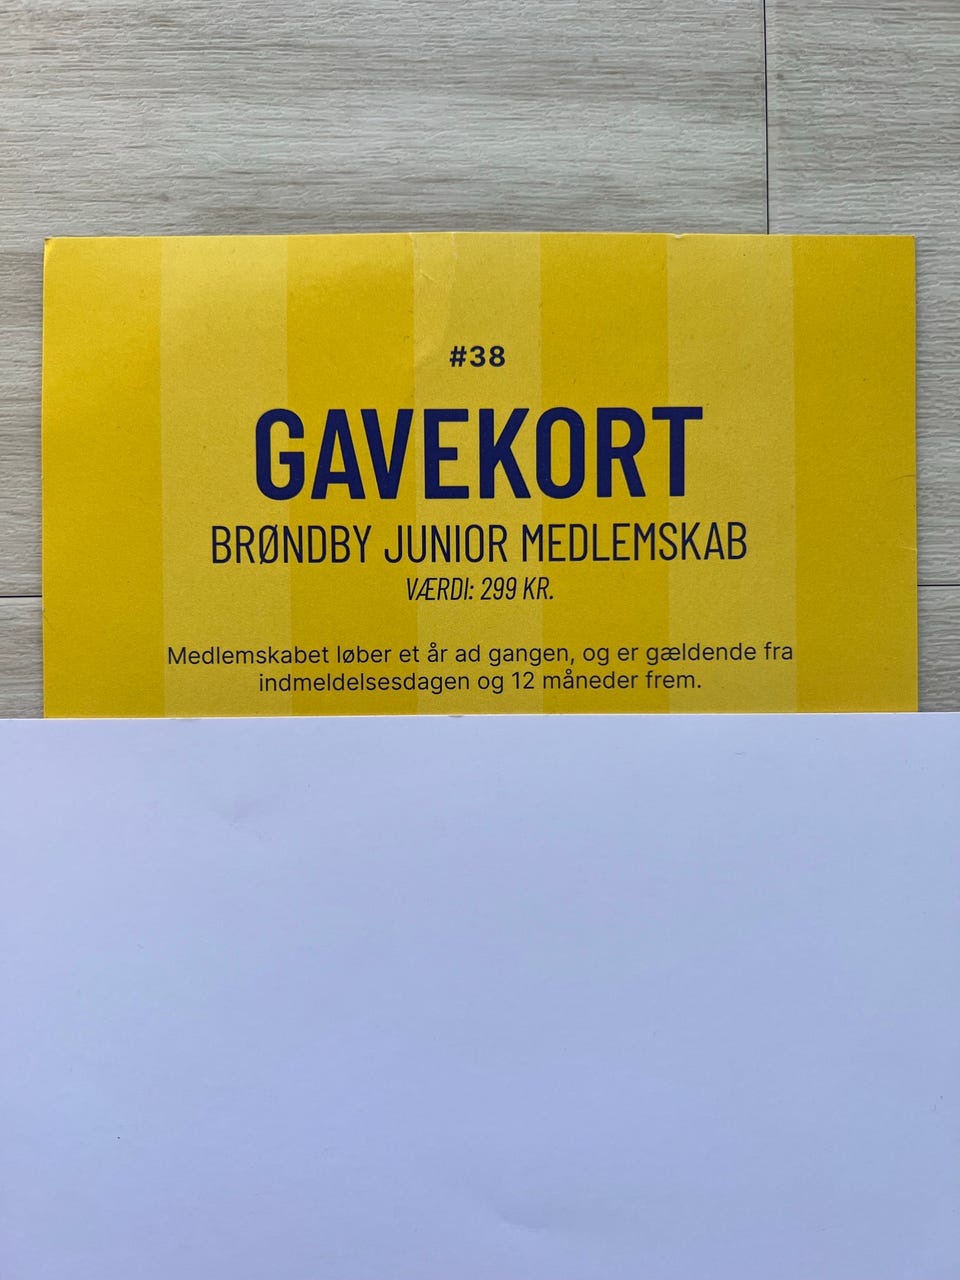 #38
GAVEKORT
BRØNDBY JUNIOR MEDLEMSKAB
VÆRDI: 299 KR.
Medlemskabet løber et år ad gangen, og er gældende fra
indmeldelsesdagen og 12 måneder frem.